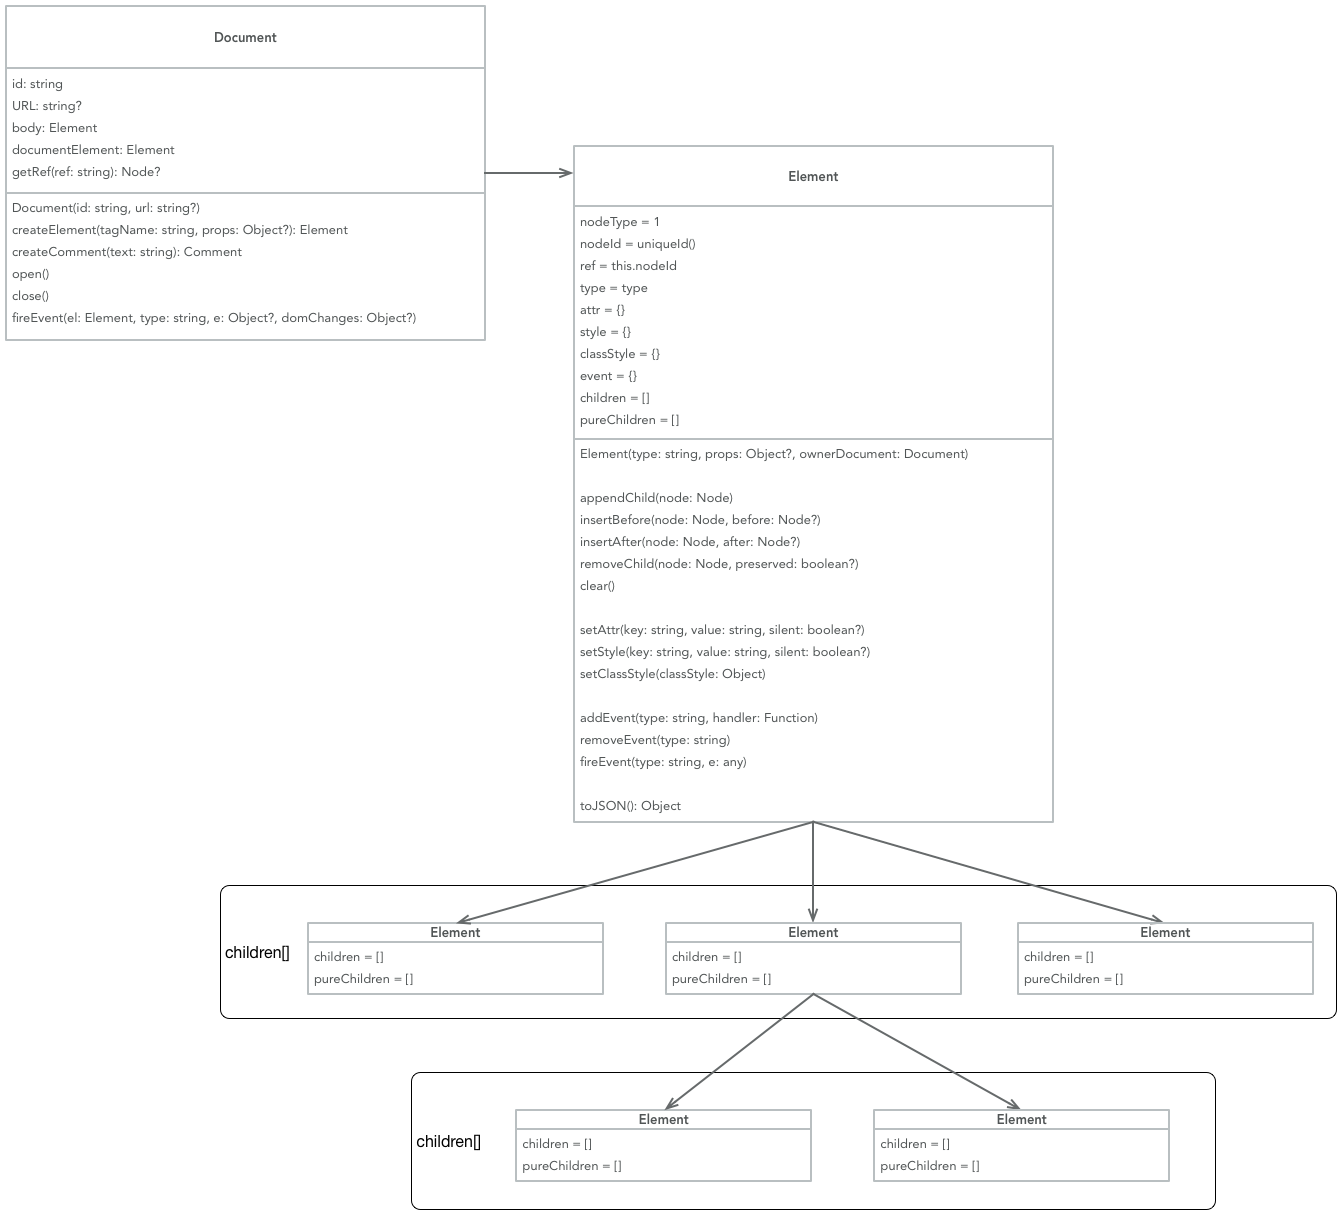 Document
id: string
URL: string?
body: Element
documentElement: Element
getRef(ref: string): Node?
Document(id: string, url: string?)
createElement(tagName: string, props: Object?): Element
createComment(text: string): Comment
open()
close()
fireEvent(el: Element, type: string, e: Object?, domChanges: Object?)
Element
nodeType = 1
nodeId = uniqueId()
ref = this.nodeId
type = type
attr = {}
style = {}
classStyle = {}
event = {}
children = []
pureChildren = []
Element(type: string, props: Object?, ownerDocument: Document)
appendChild(node: Node)
insertBefore(node: Node, before: Node?)
insertAfter(node: Node, after: Node?)
removeChild(node: Node, preserved: boolean?)
clear()
setAttr(key: string, value: string, silent: boolean?)
setStyle(key: string, value: string, silent: boolean?)
setClassStyle(classStyle: Object)
addEvent(type: string, handler: Function)
removeEvent(type: string)
fireEvent(type: string, e: any)
toJSON(): Object
children[]
Element
children = []
pureChildren = []
Element
children = []
pureChildren = []
Element
children = []
pureChildren = []
children[]
Element
children = []
pureChildren = []
Element
children = []
pureChildren = []